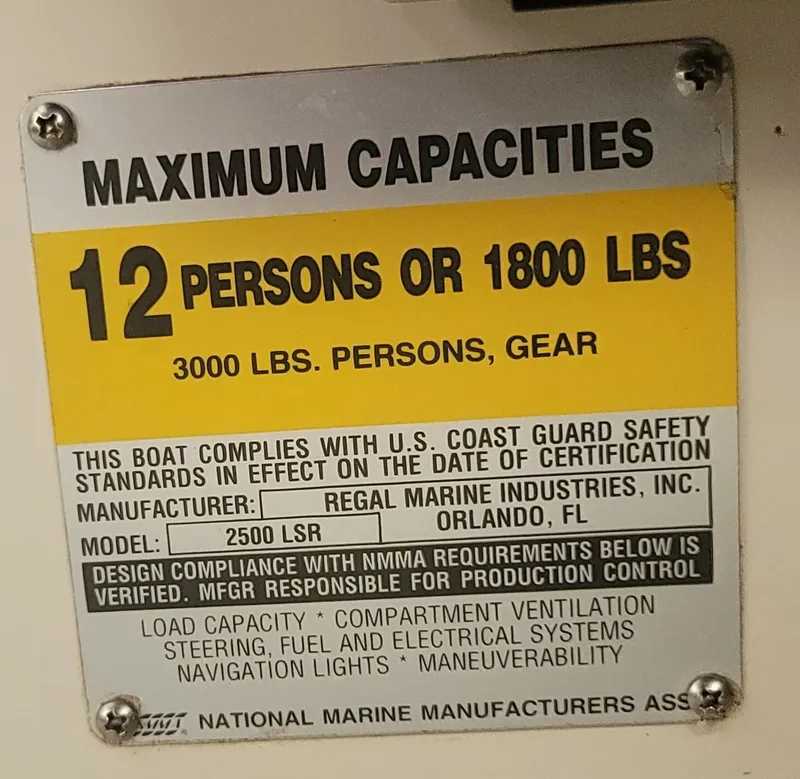 MAXIMUM CAPACITIES
12 PERSONS OR 1800 LBS
3000 LBS. PERSONS, GEAR
THIS BOAT COMPLIES WITH U.S. COAST GUARD SAFETY
STANDARDS IN EFFECT ON THE DATE OF CERTIFICATION
MANUFACTURER: REGAL MARINE INDUSTRIES, INC.
MODEL: 2500 LSR ORLANDO, FL
DESIGN COMPLIANCE WITH NMMA REQUIREMENTS BELOW IS
VERIFIED. MFGR RESPONSIBLE FOR PRODUCTION CONTROL
LOAD CAPACITY * COMPARTMENT VENTILATION
STEERING, FUEL AND ELECTRICAL SYSTEMS
NAVIGATION LIGHTS * MANEUVERABILITY
NATIONAL MARINE MANUFACTURERS ASS